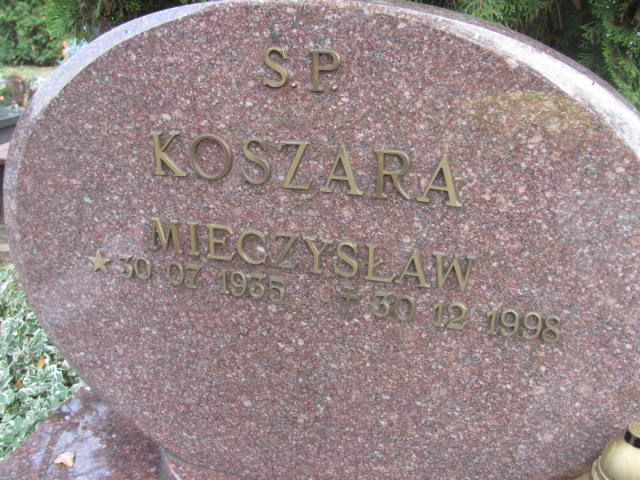 S.P.
KOSZARA
MIECZYSŁAW
★ 30 07 1935 ✝ 30 12 1998